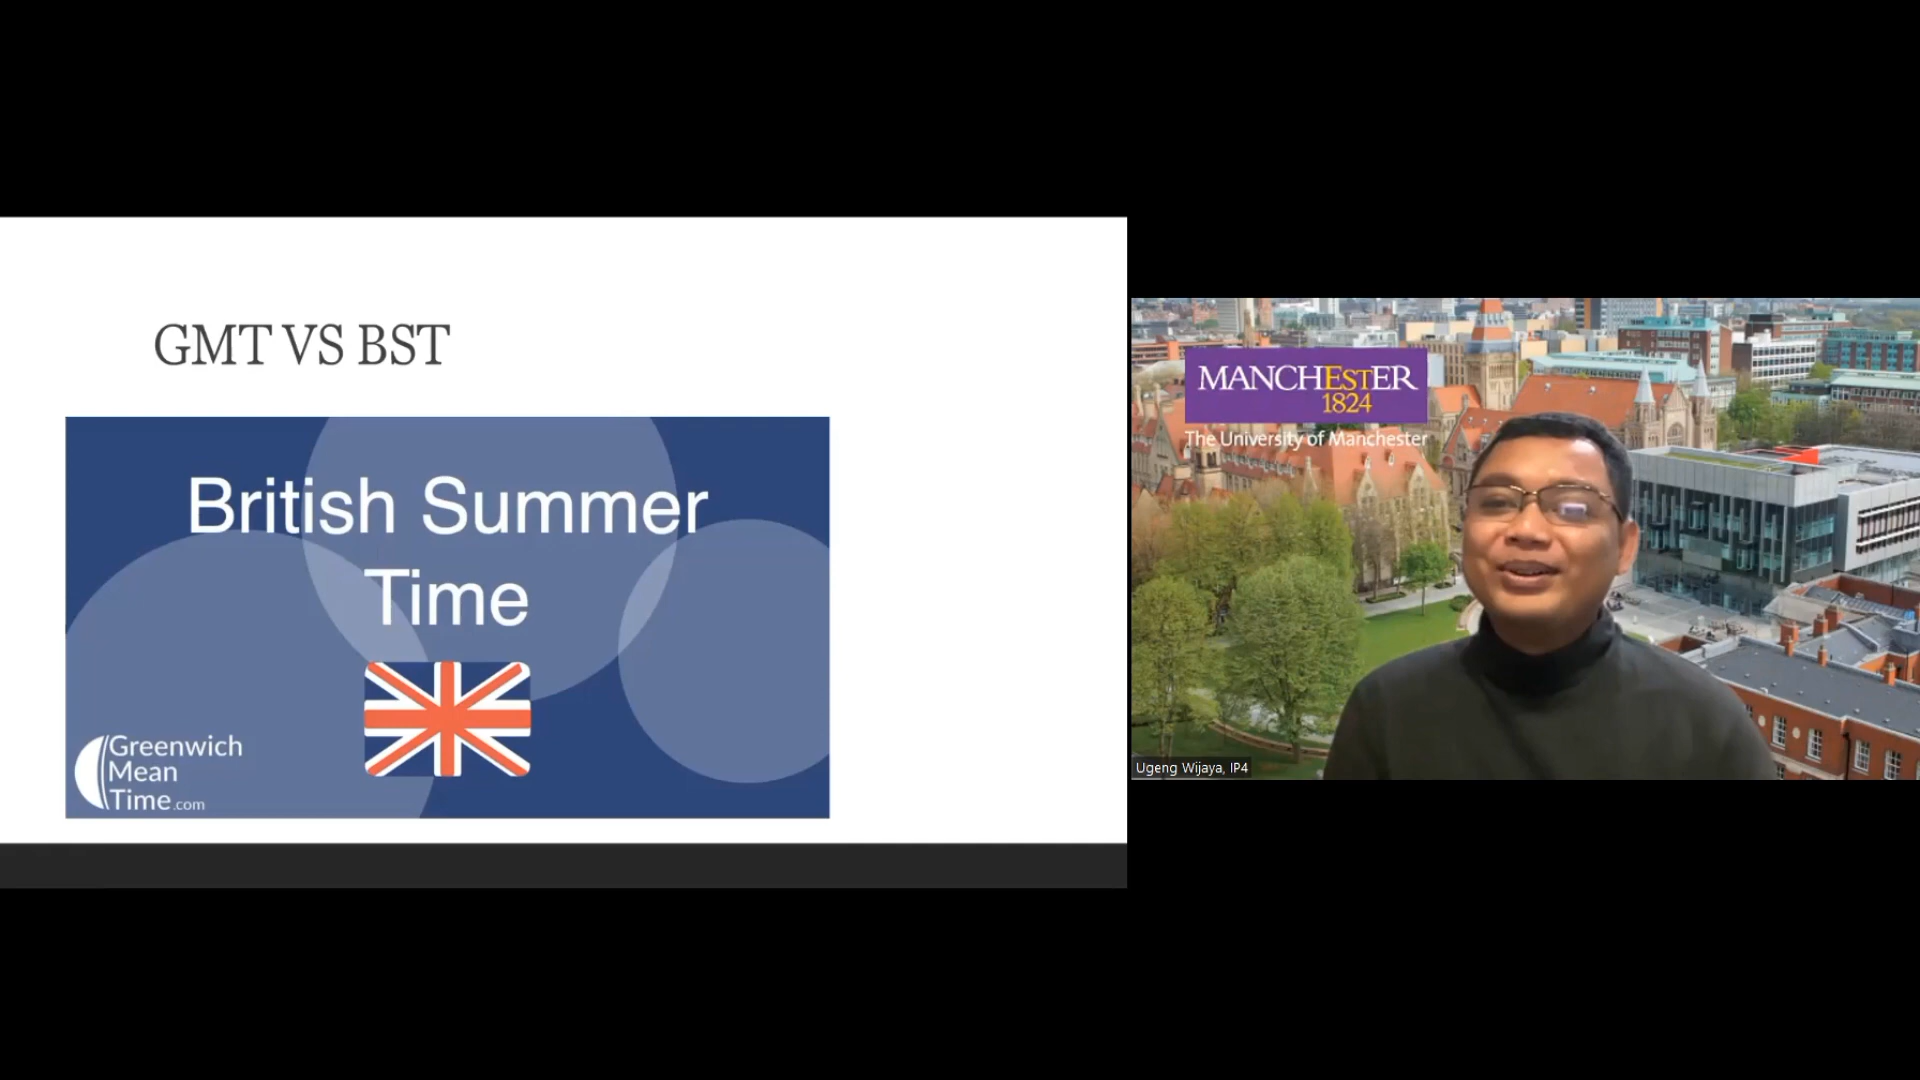 GMT VS BST
British Summer
Time
Greenwich
Mean
Time.com
MANCHESTER
1824
The University of Manchester
Ugeng Wijaya, IP4